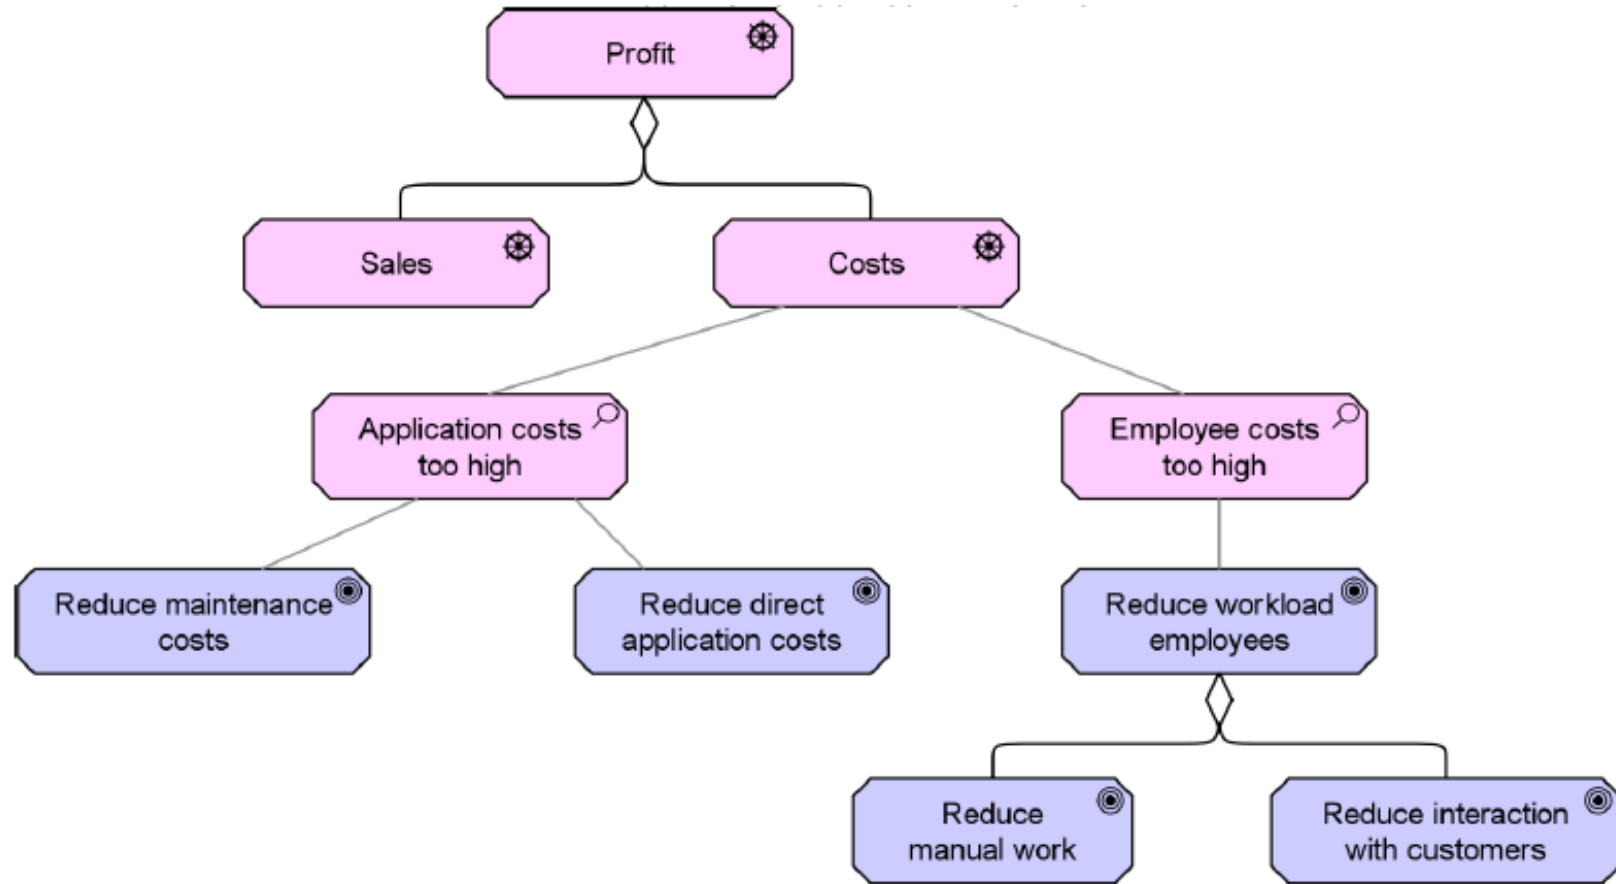 Profit
Sales
Costs
Application costs
too high
Employee costs
too high
Reduce maintenance
costs
Reduce direct
application costs
Reduce workload
employees
Reduce
manual work
Reduce interaction
with customers